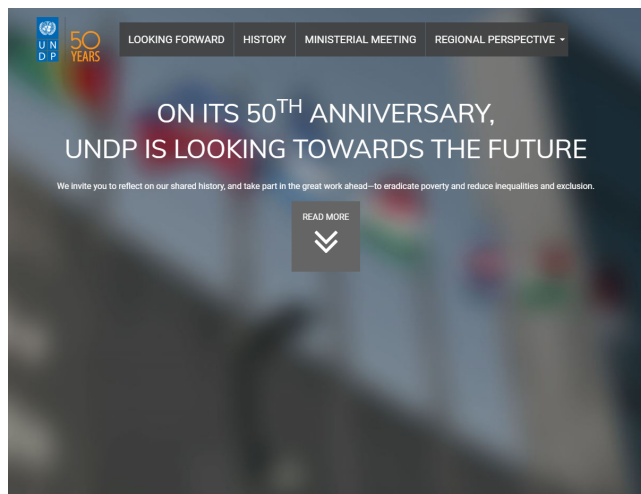 UN
DP
50
YEARS
LOOKING FORWARD HISTORY MINISTERIAL MEETING REGIONAL PERSPECTIVE
ON ITS 50TH ANNIVERSARY,
UNDP IS LOOKING TOWARDS THE FUTURE
We invite you to reflect on our shared history, and take part in the great work ahead—to eradicate poverty and reduce inequalities and exclusion.
READ MORE